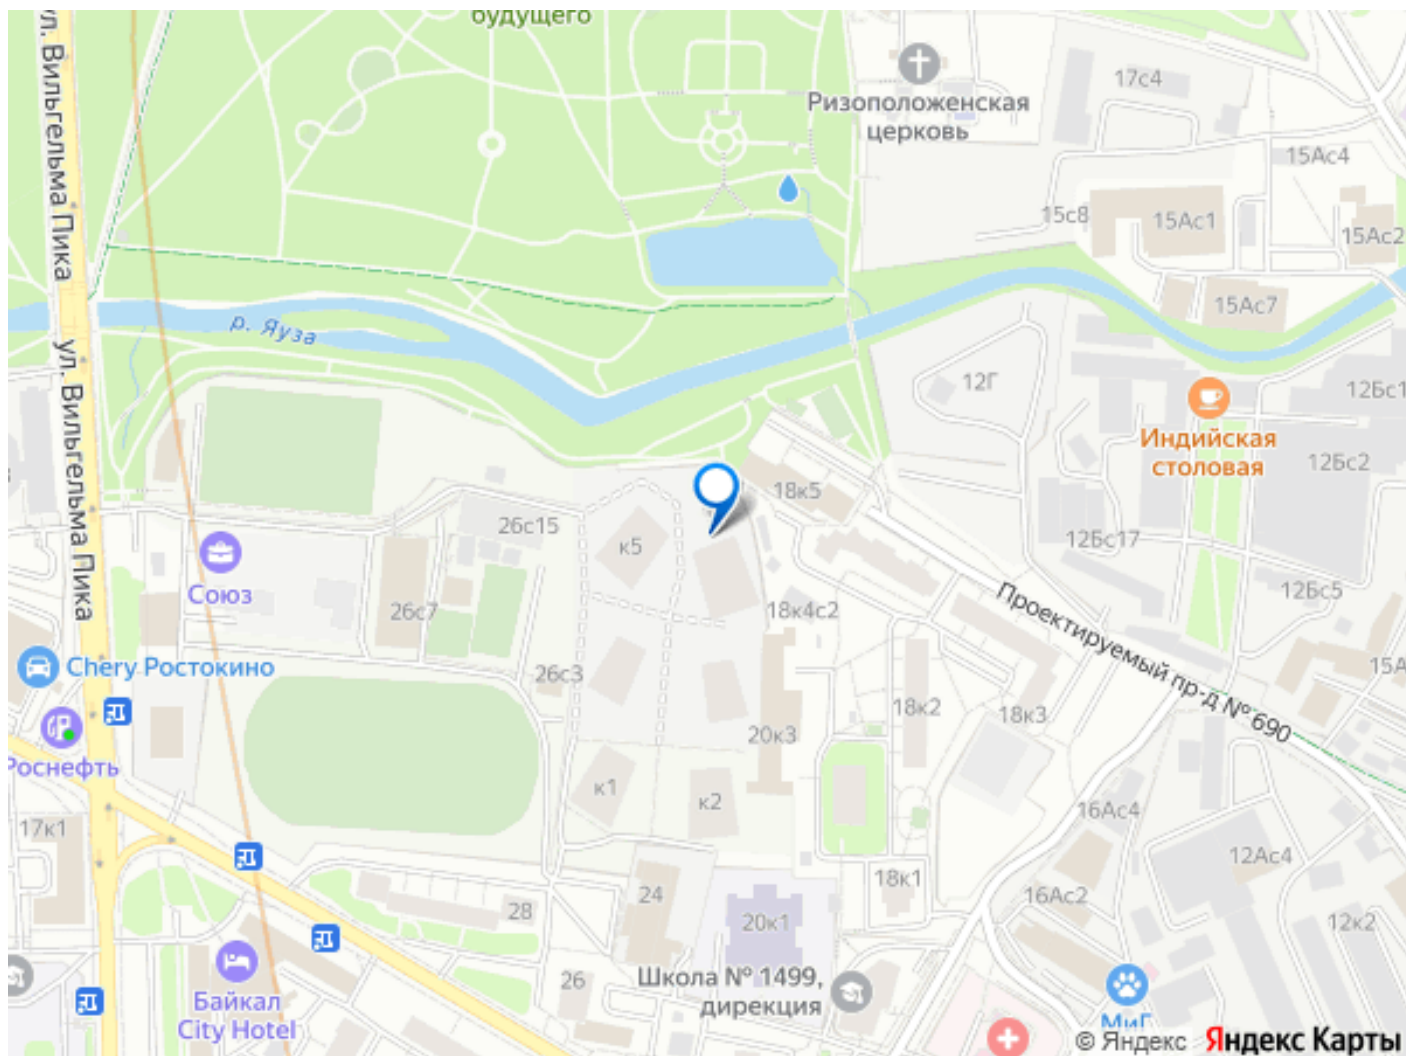 будущего
ул. Вильгельма Пика
Ризоположенская
церковь
17с4
15Ас4
15с8
15Ас1
15Ас2
15Ас7
р. Яуза
ул. Вильгельма Пика
12Г
12Бс1
Индийская
столовая
12Бс2
18к5
26с15
к5
12Бс17
Союз
26с7
18к4с2
12Бс5
Проектируемый пр-д № 690
Chery Ростокино
26с3
15А
18к2
18к3
20к3
Роснефть
к1
к2
16Ас4
17к1
12Ас4
18к1
24
16Ас2
28
20к1
12к2
26
Школа № 1499,
дирекция
Байкал
City Hotel
МиГ
© Яндекс
Яндекс Карты